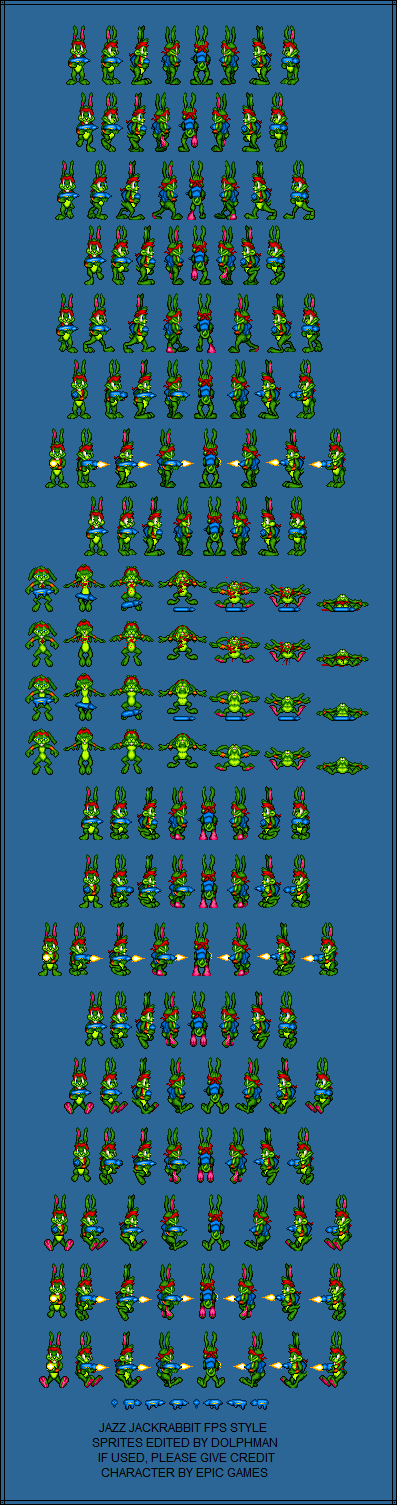 JAZZ JACKRABBIT FPS STYLE
SPRITES EDITED BY DOLPHMAN
IF USED, PLEASE GIVE CREDIT
CHARACTER BY EPIC GAMES